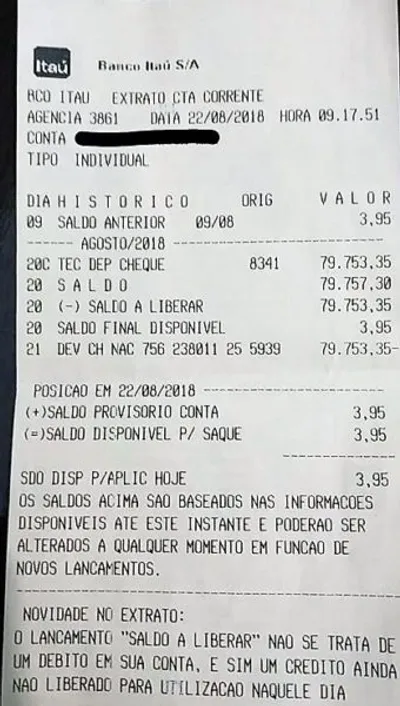 Itaú Banco Itaú S/A
BCO ITAU EXTRATO CTA CORRENTE
AGENCIA 3861 DATA 22/08/2018 HORA 09.17.51
CONTA
TIPO INDIVIDUAL
DIA H I S T O R I C O ORIG V A L O R
09 SALDO ANTERIOR 09/08 3,95
------ AGOSTO/2018 ----------------------
20C TEC DEP CHEQUE 8341 79.753,35
20 S A L D O 79.757,30
20 (-) SALDO A LIBERAR 79.753,35
20 SALDO FINAL DISPONIVEL 3,95
21 DEV CH NAC 756 238011 25 5939 79.753,35-
POSICAO EM 22/08/2018 -------------------
(+)SALDO PROVISORIO CONTA 3,95
(=)SALDO DISPONIVEL P/ SAQUE 3,95
------------
SDO DISP P/APLIC HOJE 3,95
OS SALDOS ACIMA SAO BASEADOS NAS INFORMACOES
DISPONIVEIS ATE ESTE INSTANTE E PODERAO SER
ALTERADOS A QUALQUER MOMENTO EM FUNCAO DE
NOVOS LANCAMENTOS.
--------------------------------------------
NOVIDADE NO EXTRATO:
O LANCAMENTO "SALDO A LIBERAR" NAO SE TRATA DE
UM DEBITO EM SUA CONTA, E SIM UM CREDITO AINDA
NAO LIBERADO PARA UTILIZACAO NAQUELE DIA